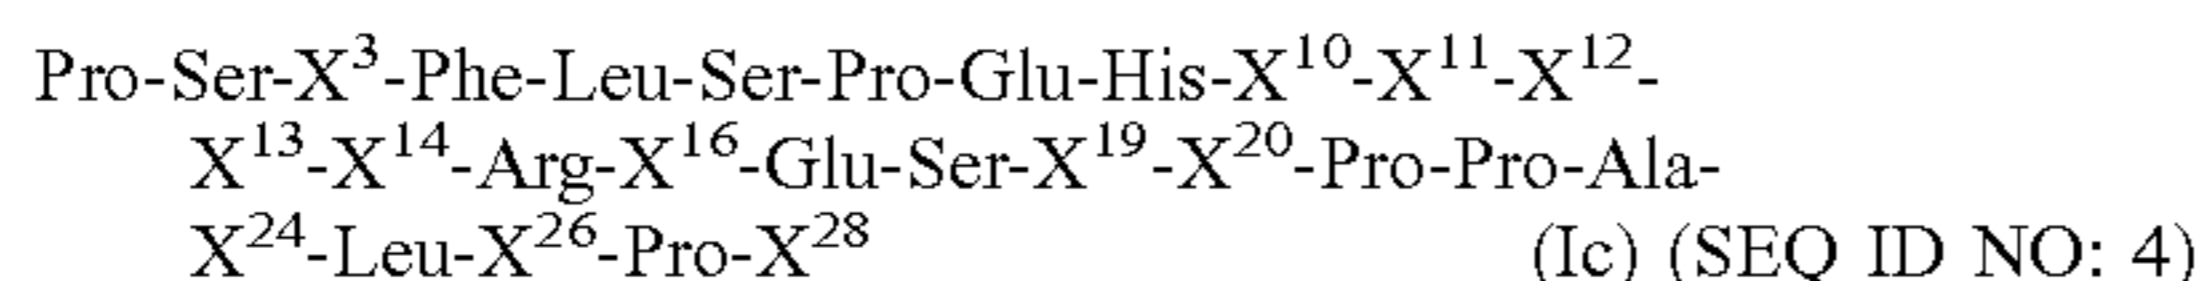 Pro-Ser-X³-Phe-Leu-Ser-Pro-Glu-His-X¹⁰-X¹¹-X¹²-
X¹³-X¹⁴-Arg-X¹⁶-Glu-Ser-X¹⁹-X²⁰-Pro-Pro-Ala-
X²⁴-Leu-X²⁶-Pro-X²⁸ (Ic) (SEQ ID NO: 4)